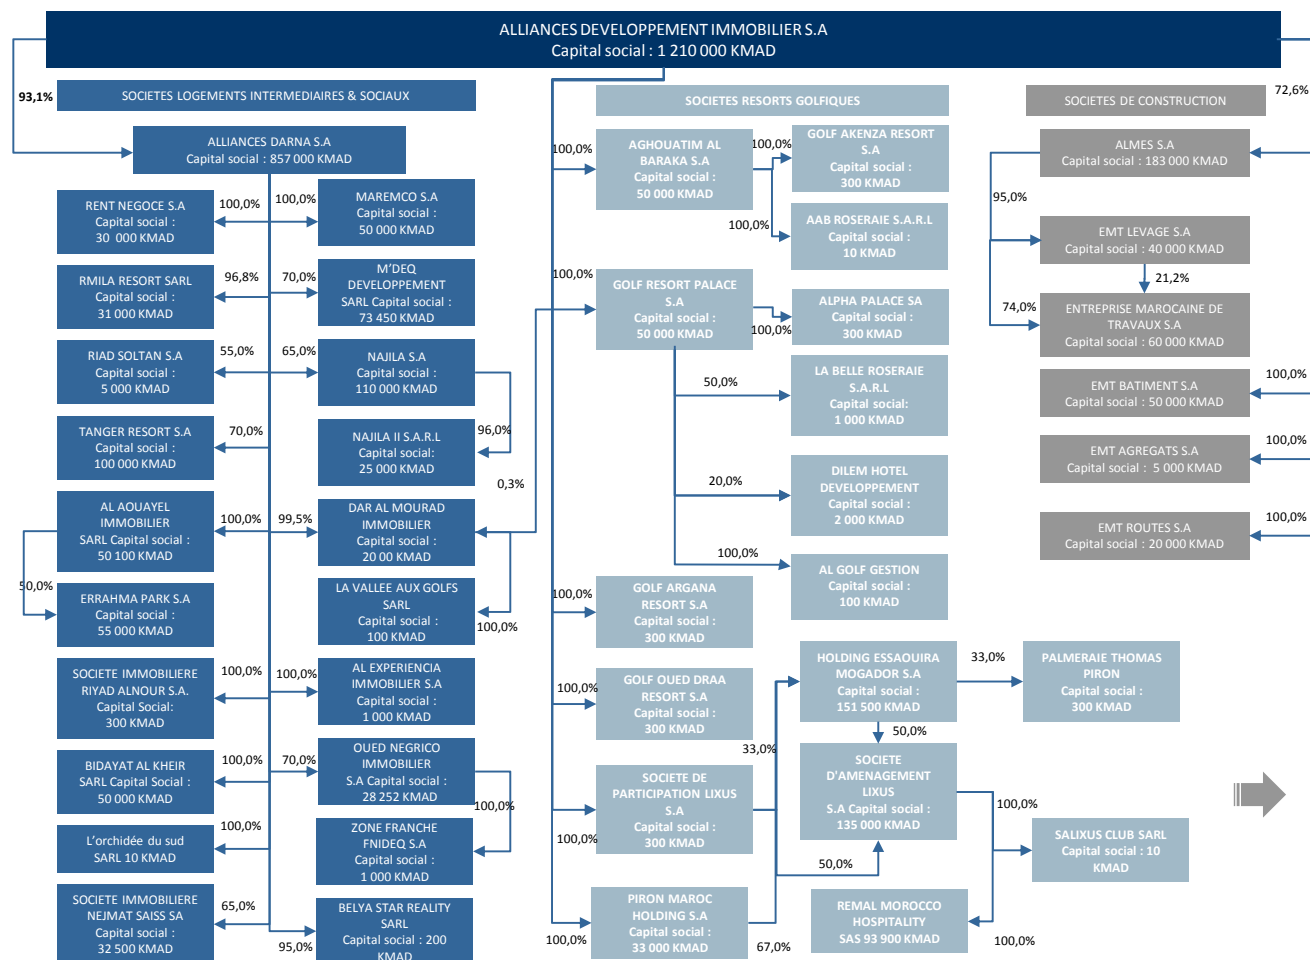 ALLIANCES DEVELOPPEMENT IMMOBILIER S.A
Capital social : 1 210 000 KMAD
93,1%
72,6%
SOCIETES LOGEMENTS INTERMEDIAIRES & SOCIAUX
ALLIANCES DARNA S.A
Capital social : 857 000 KMAD
RENT NEGOCE S.A
Capital social :
30 000 KMAD
100,0%
100,0%
MAREMCO S.A
Capital social :
50 000 KMAD
RMILA RESORT SARL
Capital social :
31 000 KMAD
96,8%
70,0%
M'DEQ
DEVELOPPEMENT
SARL Capital social :
73 450 KMAD
RIAD SOLTAN S.A
Capital social :
5 000 KMAD
55,0%
65,0%
NAJILA S.A
Capital social :
110 000 KMAD
TANGER RESORT S.A
Capital social :
100 000 KMAD
70,0%
96,0%
NAJILA II S.A.R.L
Capital social:
25 000 KMAD
0,3%
AL AOUAYEL
IMMOBILIER
SARL Capital social :
50 100 KMAD
100,0%
99,5%
DAR AL MOURAD
IMMOBILIER
Capital social :
20 00 KMAD
50,0%
ERRAHMA PARK S.A
Capital social :
55 000 KMAD
LA VALLEE AUX GOLFS
SARL
Capital social :
100 KMAD
100,0%
SOCIETE IMMOBILIERE
RIYAD ALNOUR S.A.
Capital Social:
300 KMAD
100,0%
100,0%
AL EXPERIENCIA
IMMOBILIER S.A
Capital social :
1 000 KMAD
BIDAYAT AL KHEIR
SARL Capital Social :
50 000 KMAD
100,0%
70,0%
OUED NEGRICO
IMMOBILIER
S.A Capital social :
28 252 KMAD
100,0%
L'orchidée du sud
SARL 10 KMAD
100,0%
ZONE FRANCHE
FNIDEQ S.A
Capital social :
1 000 KMAD
SOCIETE IMMOBILIERE
NEJMAT SAISS SA
Capital social :
32 500 KMAD
65,0%
95,0%
BELYA STAR REALITY
SARL
Capital social : 200
KMAD
SOCIETES RESORTS GOLFIQUES
100,0%
AGHOUATIM AL
BARAKA S.A
Capital social :
50 000 KMAD
100,0%
GOLF AKENZA RESORT
S.A
Capital social :
300 KMAD
100,0%
AAB ROSERAIE S.A.R.L
Capital social :
10 KMAD
100,0%
GOLF RESORT PALACE
S.A
Capital social :
50 000 KMAD
100,0%
ALPHA PALACE SA
Capital social :
300 KMAD
50,0%
LA BELLE ROSERAIE
S.A.R.L
Capital social:
1 000 KMAD
20,0%
DILEM HOTEL
DEVELOPPEMENT
Capital social :
2 000 KMAD
100,0%
AL GOLF GESTION
Capital social :
100 KMAD
100,0%
GOLF ARGANA
RESORT S.A
Capital social :
300 KMAD
100,0%
GOLF OUED DRAA
RESORT S.A
Capital social :
300 KMAD
HOLDING ESSAOUIRA
MOGADOR S.A
Capital social :
151 500 KMAD
33,0%
PALMERAIE THOMAS
PIRON
Capital social :
300 KMAD
33,0%
50,0%
100,0%
SOCIETE DE
PARTICIPATION LIXUS
S.A
Capital social :
300 KMAD
SOCIETE
D'AMENAGEMENT
LIXUS
S.A Capital social :
135 000 KMAD
50,0%
100,0%
SALIXUS CLUB SARL
Capital social : 10
KMAD
100,0%
PIRON MAROC
HOLDING S.A
Capital social :
33 000 KMAD
67,0%
REMAL MOROCCO
HOSPITALITY
SAS 93 900 KMAD
100,0%
SOCIETES DE CONSTRUCTION
ALMES S.A
Capital social : 183 000 KMAD
95,0%
EMT LEVAGE S.A
Capital social : 40 000 KMAD
21,2%
74,0%
ENTREPRISE MAROCAINE DE
TRAVAUX S.A
Capital social : 60 000 KMAD
EMT BATIMENT S.A
Capital social : 50 000 KMAD
100,0%
EMT AGREGATS S.A
Capital social : 5 000 KMAD
100,0%
EMT ROUTES S.A
Capital social : 20 000 KMAD
100,0%